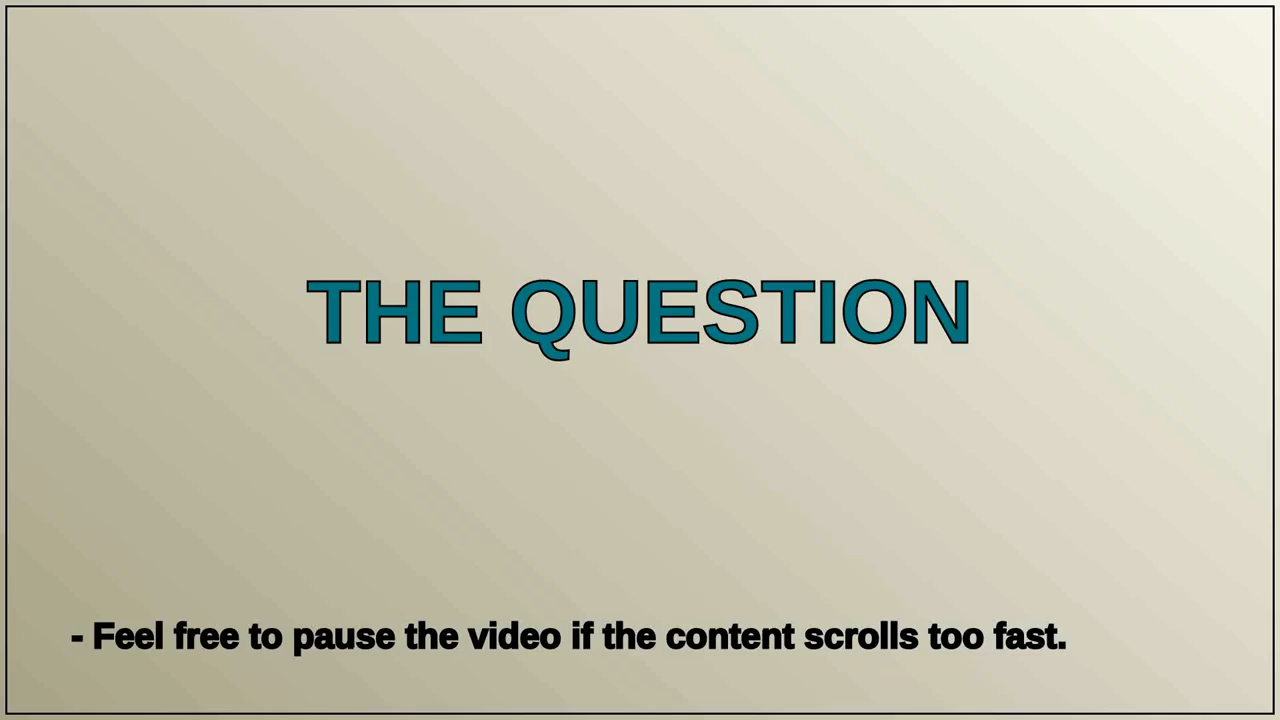 THE QUESTION
- Feel free to pause the video if the content scrolls too fast.